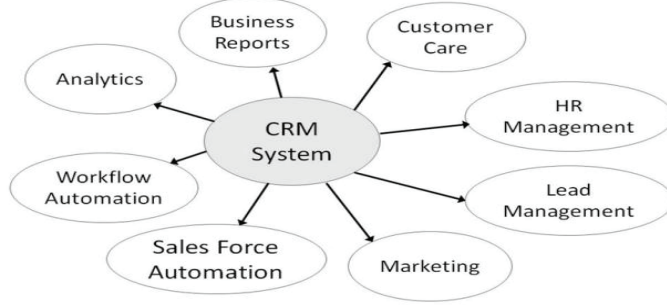 Business
Reports
Customer
Care
Analytics
HR
Management
CRM
System
Workflow
Automation
Lead
Management
Sales Force
Automation
Marketing